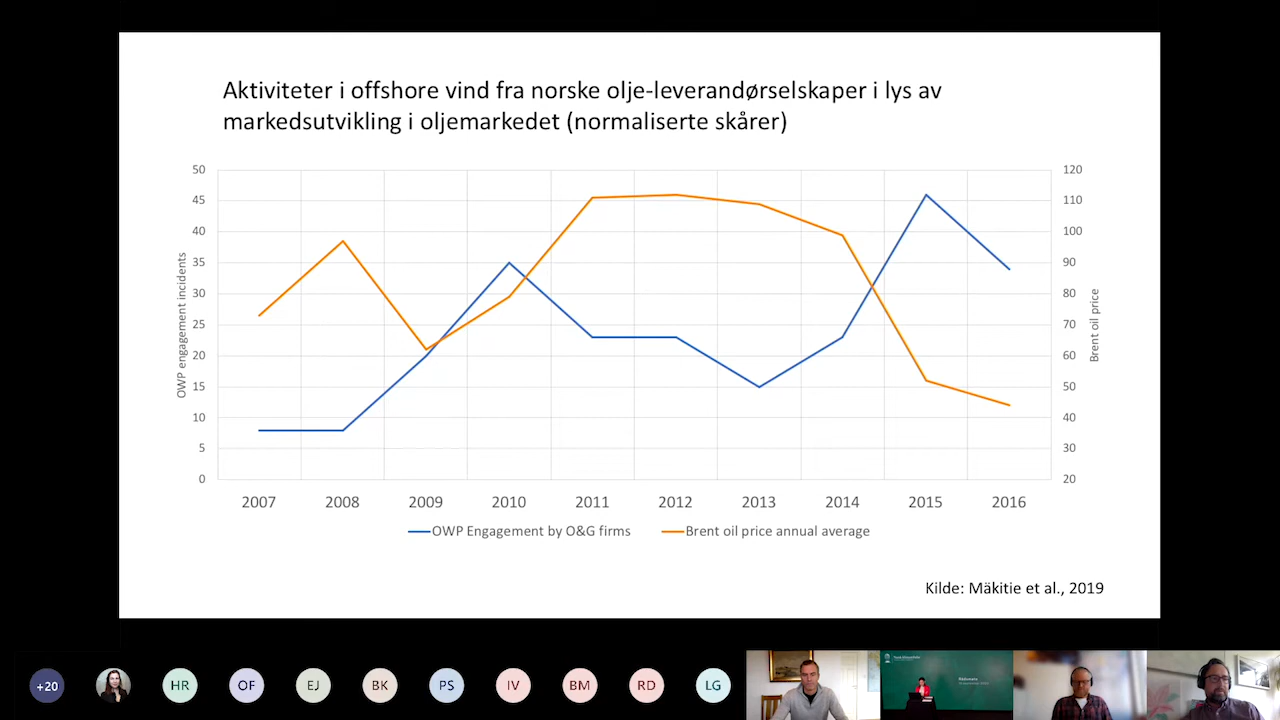 Aktiviteter i offshore vind fra norske olje-leverandørselskaper i lys av
markedsutvikling i oljemarkedet (normaliserte skårer)
50
45
40
35
30
25
20
15
10
5
0
OWP engagement incidents
120
110
100
90
80
70
60
50
40
30
20
Brent oil price
2007 2008 2009 2010 2011 2012 2013 2014 2015 2016
OWP Engagement by O&G firms Brent oil price annual average
Kilde: Mäkitie et al., 2019
+20 HR OF EJ BK PS IV BM RD LG